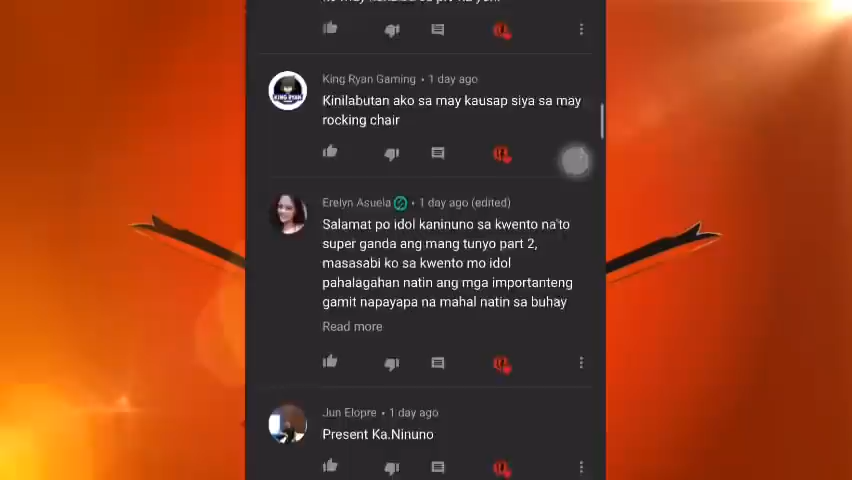 King Ryan Gaming • 1 day ago
Kinilabutan ako sa may kausap siya sa may
rocking chair
KING RYAN
Erelyn Asuela • 1 day ago (edited)
Salamat po idol kaninuno sa kwento na'to
super ganda ang mang tunyo part 2,
masasabi ko sa kwento mo idol
pahalagahan natin ang mga importanteng
gamit napayapa na mahal natin sa buhay
Read more
Jun Elopre • 1 day ago
Present Ka.Ninuno